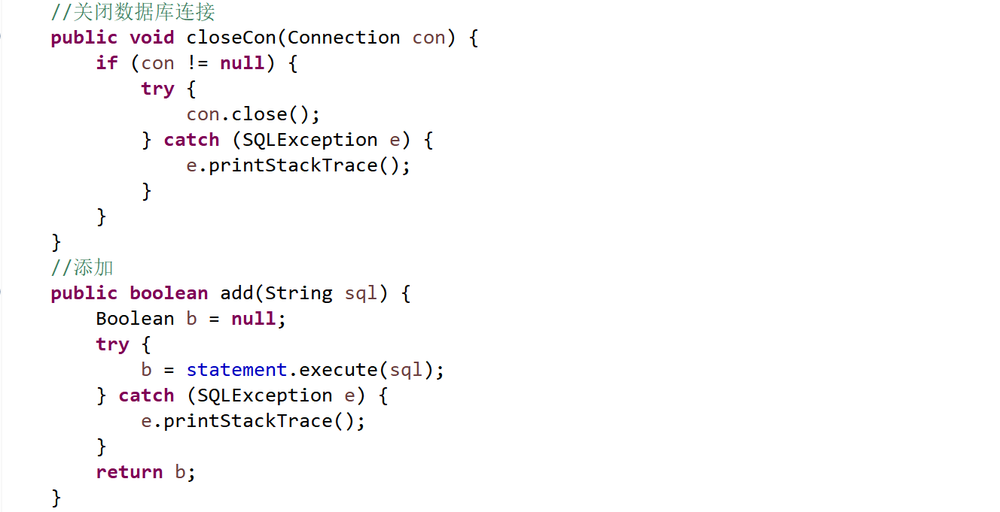 //关闭数据库连接
public void closeCon(Connection con) {
    if (con != null) {
        try {
            con.close();
        } catch (SQLException e) {
            e.printStackTrace();
        }
    }
}
//添加
public boolean add(String sql) {
    Boolean b = null;
    try {
        b = statement.execute(sql);
    } catch (SQLException e) {
        e.printStackTrace();
    }
    return b;
}